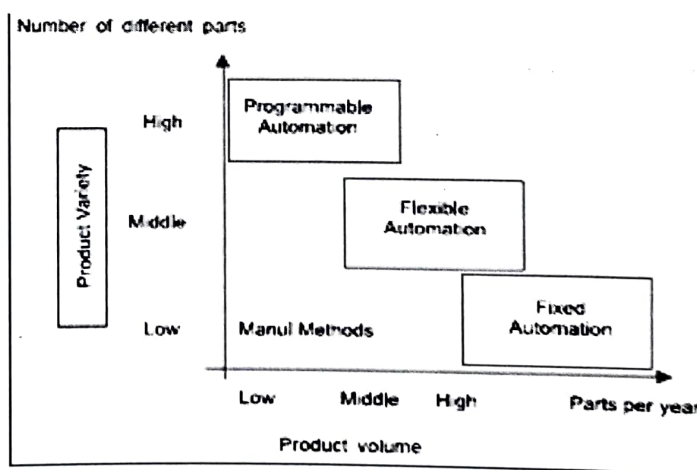 Number of different parts
Programmable
Automation
High
Product Variety
Flexible
Automation
Middle
Fixed
Automation
Low
Manul Methods
Low
Middle
High
Parts per year
Product volume